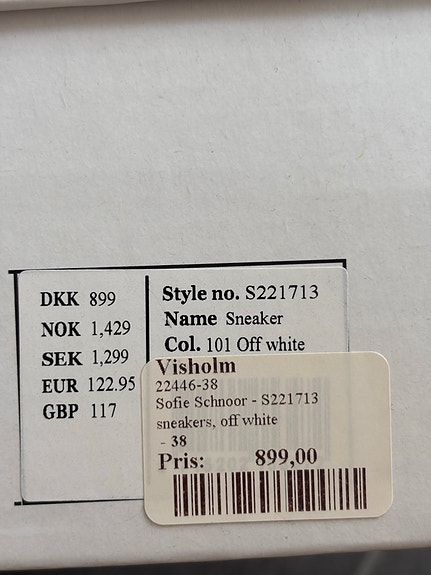 DKK 899
NOK 1,429
SEK 1,299
EUR 122.95
GBP 117
Style no. S221713
Name Sneaker
Col. 101 Off white
Visholm
22446-38
Sofie Schnoor - S221713
sneakers, off white
- 38
Pris: 899,00